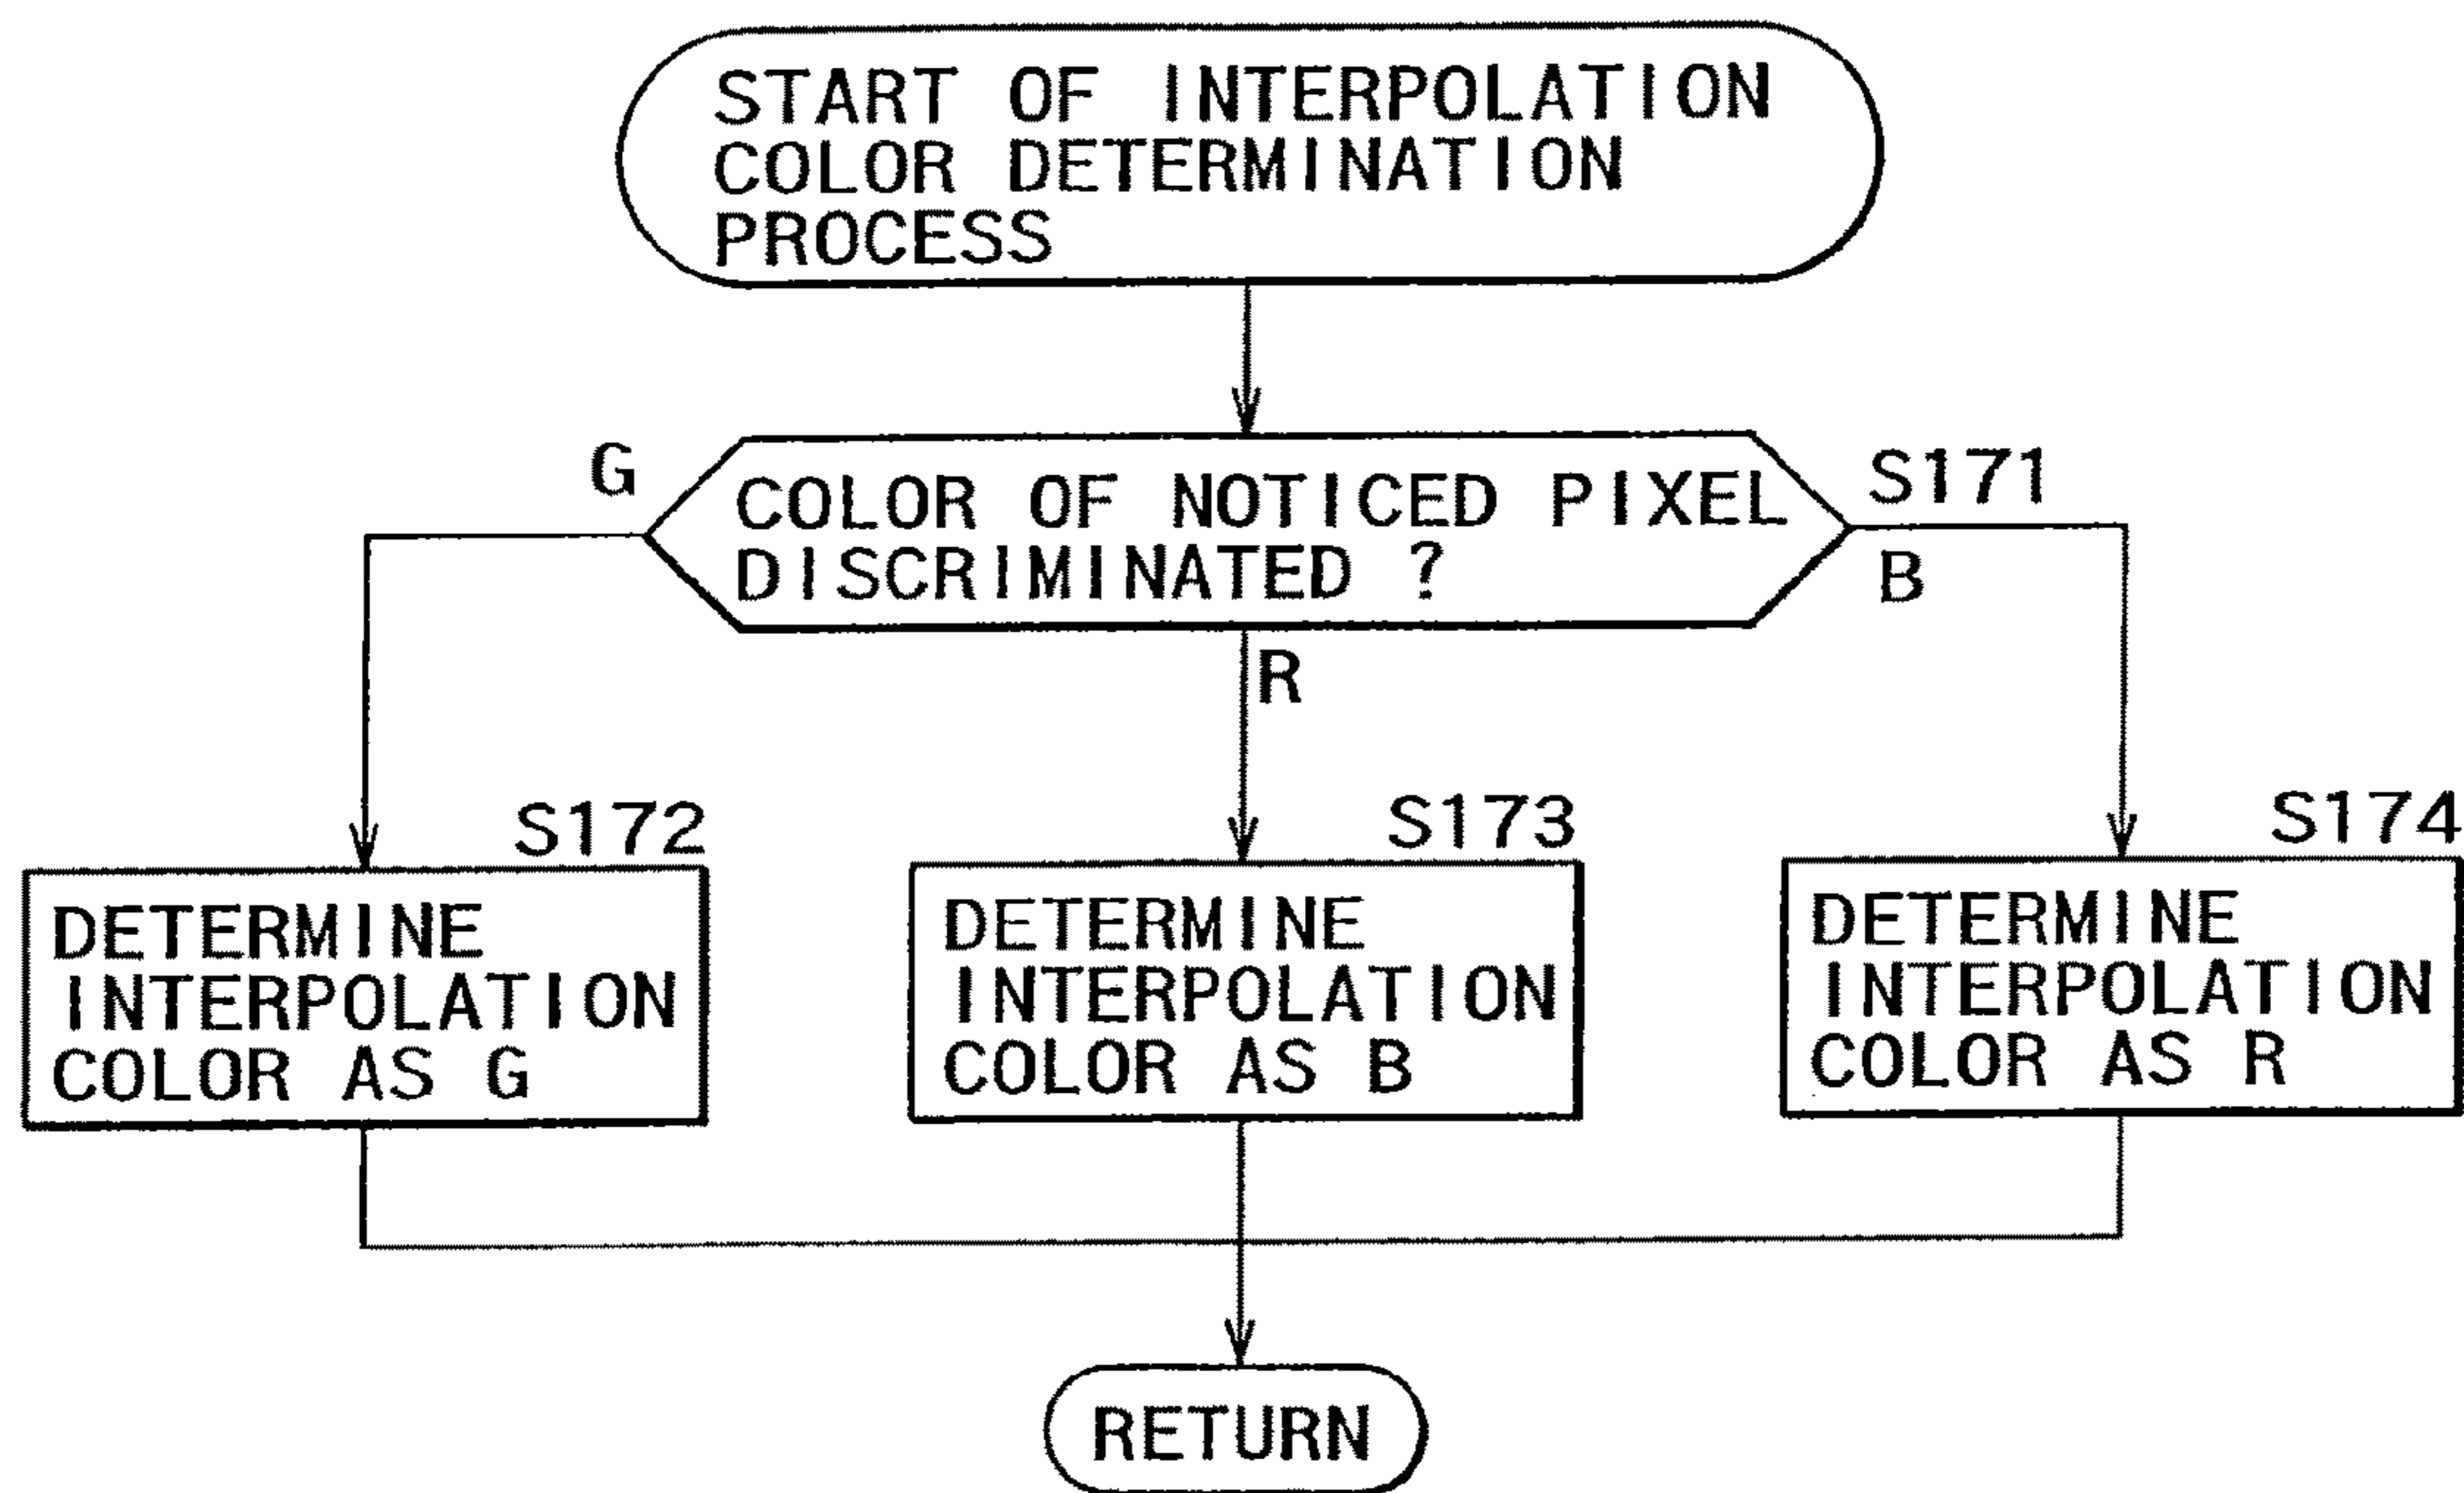 START OF INTERPOLATION
COLOR DETERMINATION
PROCESS
G
COLOR OF NOTICED PIXEL
DISCRIMINATED ?
S171
B
R
S172
DETERMINE
INTERPOLATION
COLOR AS G
S173
DETERMINE
INTERPOLATION
COLOR AS B
S174
DETERMINE
INTERPOLATION
COLOR AS R
RETURN